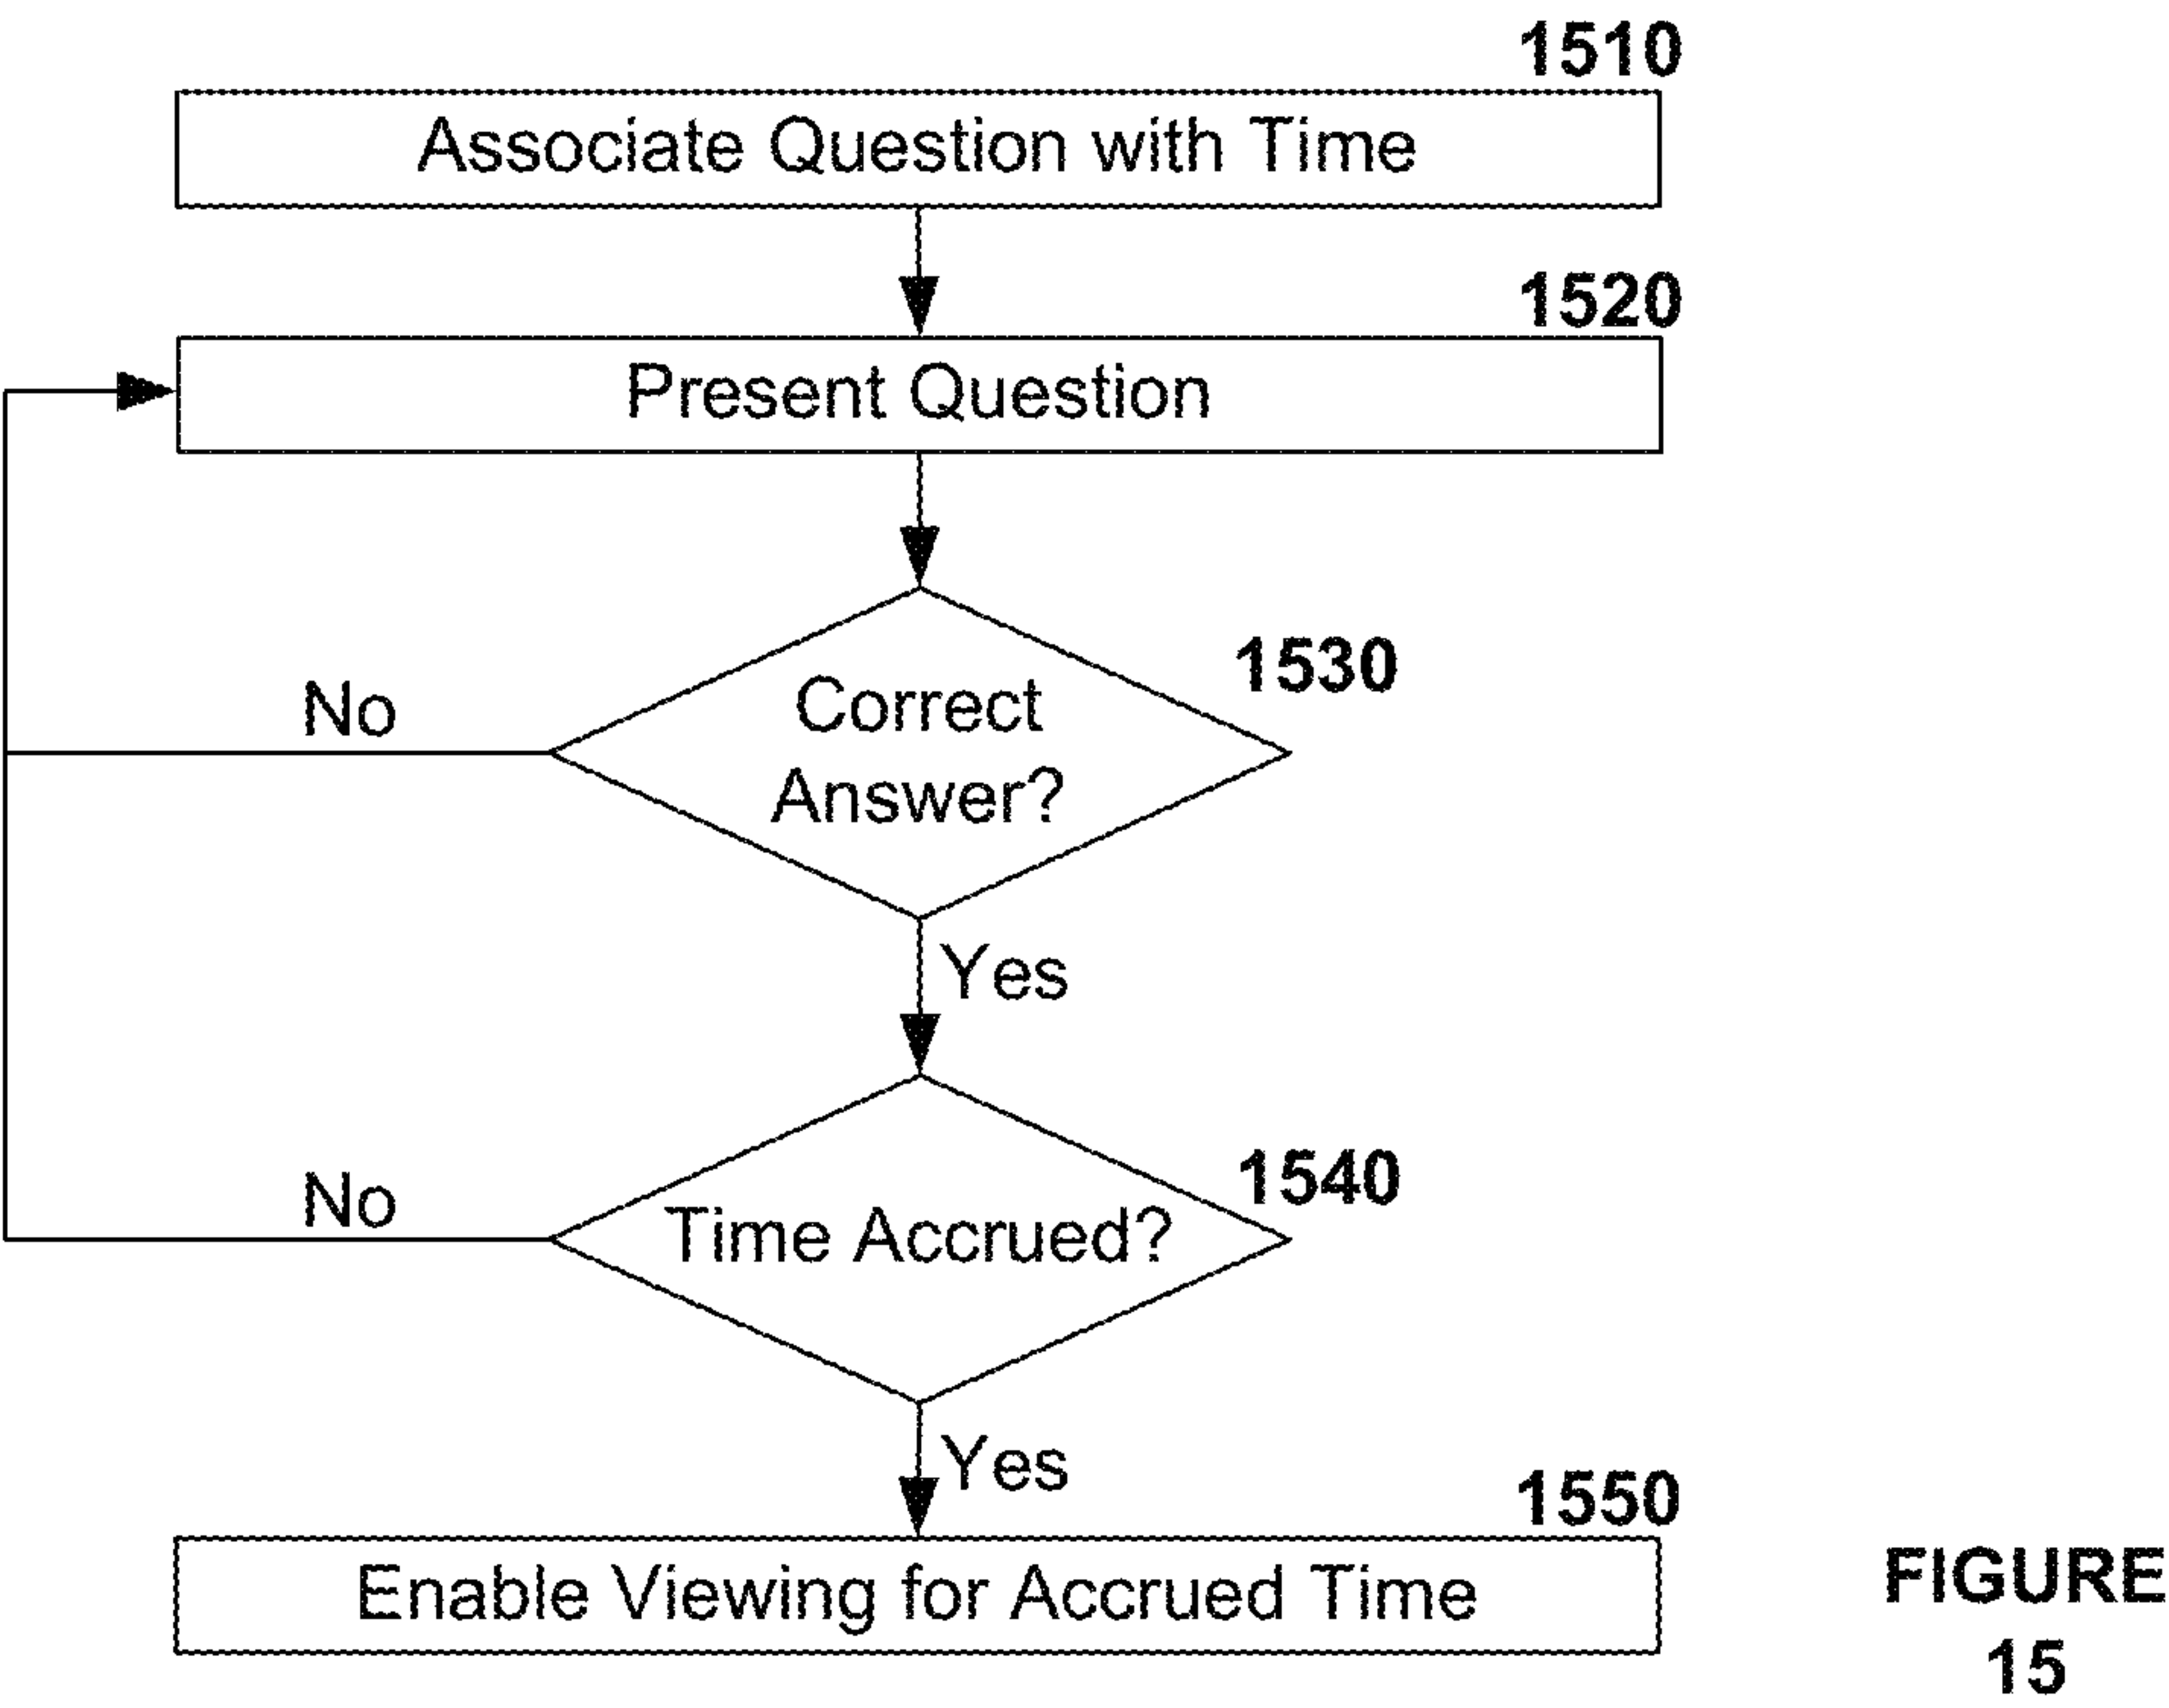 1510
Associate Question with Time
1520
Present Question
1530
Correct
Answer?
No
Yes
1540
Time Accrued?
No
Yes
1550
Enable Viewing for Accrued Time
FIGURE
15